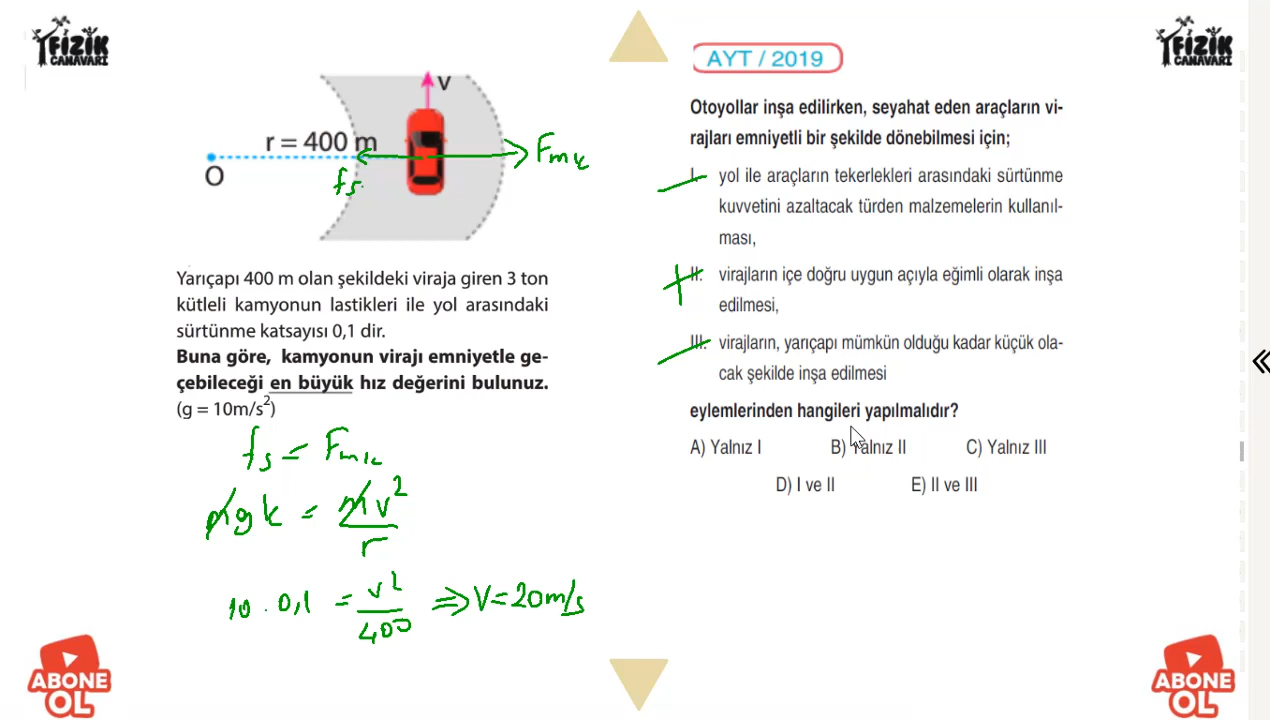 FİZİK
CANAVARI
V
r = 400 m
Fmk
O
fs
Yarıçapı 400 m olan şekildeki viraja giren 3 ton
kütleli kamyonun lastikleri ile yol arasındaki
sürtünme katsayısı 0,1 dir.
Buna göre, kamyonun virajı emniyetle ge-
çebileceği en büyük hız değerini bulunuz.
(g = 10m/s²)
fs = Fmk
mgk = mv²
r
10 . 0,1 = v²
400
⇒ V = 20m/s
ABONE
OL
FİZİK
CANAVARI
AYT / 2019
Otoyollar inşa edilirken, seyahat eden araçların vi-
rajları emniyetli bir şekilde dönebilmesi için;
I. yol ile araçların tekerlekleri arasındaki sürtünme
kuvvetini azaltacak türden malzemelerin kullanıl-
ması,
II. virajların içe doğru uygun açıyla eğimli olarak inşa
edilmesi,
III. virajların, yarıçapı mümkün olduğu kadar küçük ola-
cak şekilde inşa edilmesi
eylemlerinden hangileri yapılmalıdır?
A) Yalnız I B) Yalnız II C) Yalnız III
D) I ve II E) II ve III
ABONE
OL